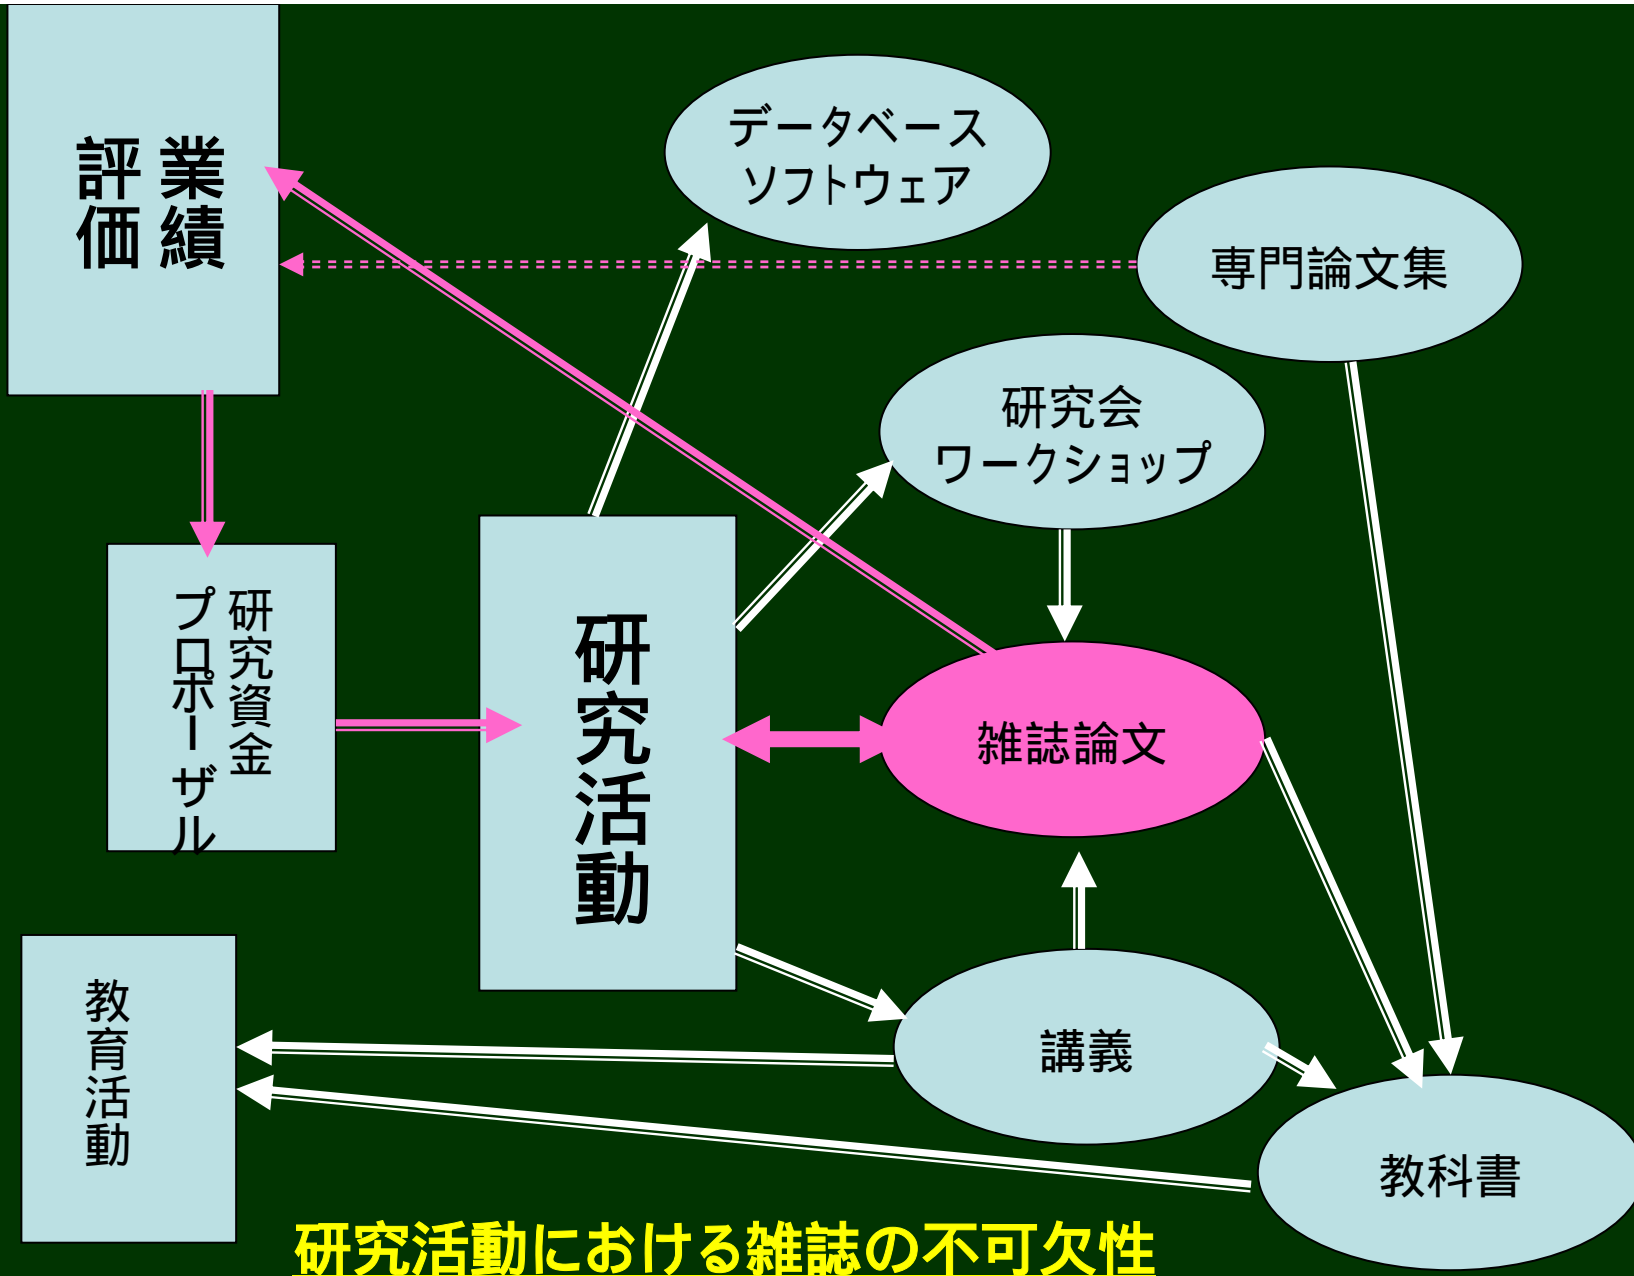 業績
評価
データベース
ソフトウェア
専門論文集
研究会
ワークショップ
研究資金
プロポーザル
研究活動
雑誌論文
教育活動
講義
教科書
研究活動における雑誌の不可欠性